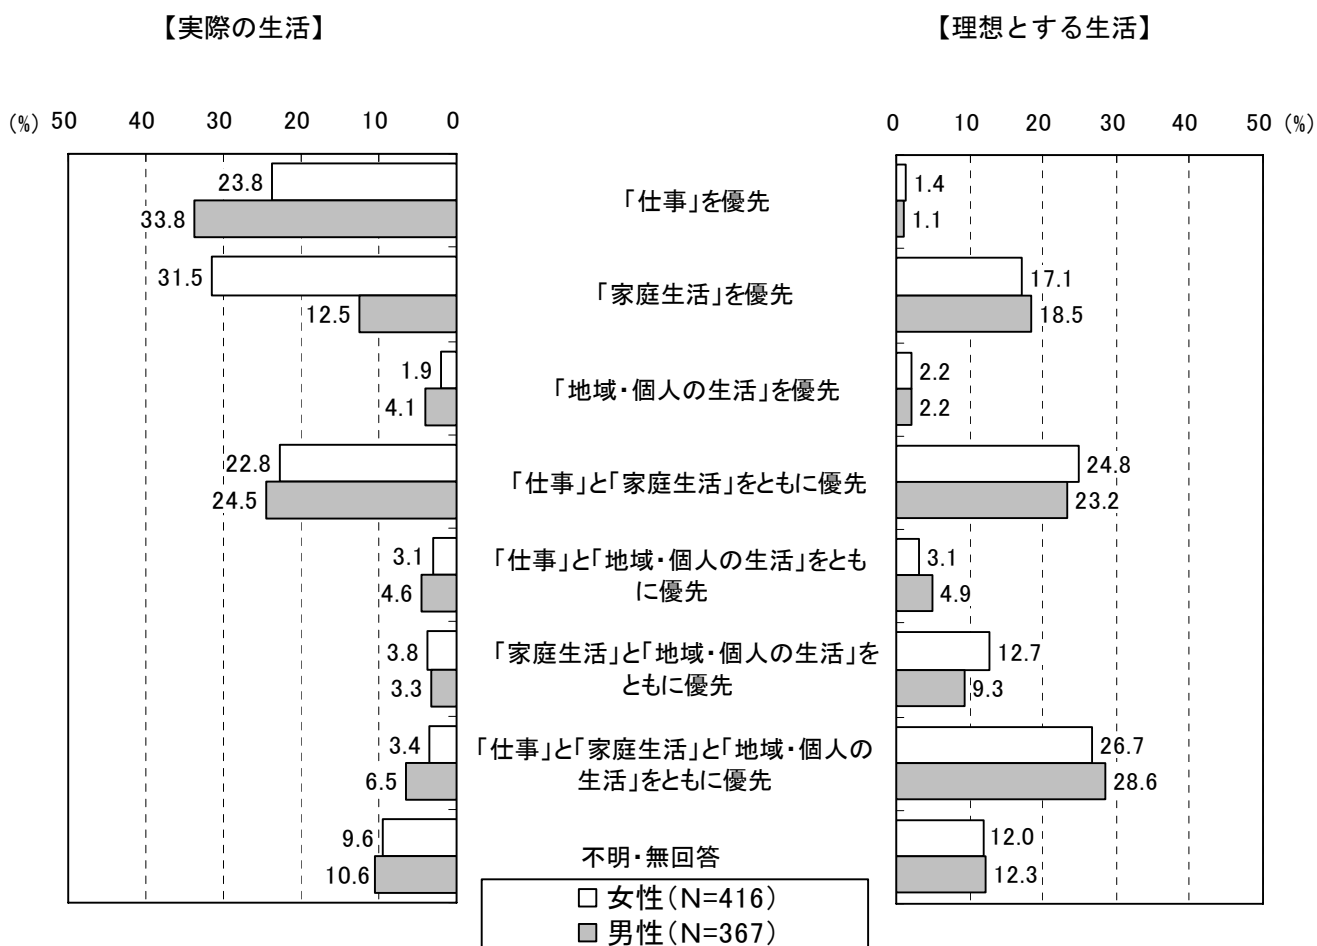 【実際の生活】
【理想とする生活】
(%) 50 40 30 20 10 0
0 10 20 30 40 50 (%)
23.8
33.8
「仕事」を優先
1.4
1.1
31.5
12.5
「家庭生活」を優先
17.1
18.5
1.9
4.1
「地域・個人の生活」を優先
2.2
2.2
22.8
24.5
「仕事」と「家庭生活」をともに優先
24.8
23.2
3.1
4.6
「仕事」と「地域・個人の生活」をとも
に優先
3.1
4.9
3.8
3.3
「家庭生活」と「地域・個人の生活」を
ともに優先
12.7
9.3
3.4
6.5
「仕事」と「家庭生活」と「地域・個人の
生活」をともに優先
26.7
28.6
9.6
10.6
不明・無回答
12.0
12.3
女性(N=416)
男性(N=367)